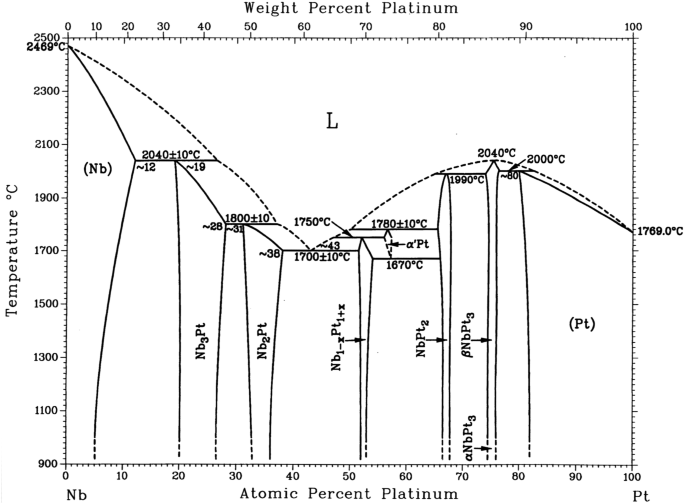 Weight Percent Platinum
0 10 20 30 40 50 60 70 80 90 100
2500
2469°C
2300
L
2040±10°C
2040°C
2000°C
2100
(Nb)
~12
~19
1990°C
~80
1900
1800±10
1750°C
1780±10°C
~28
~31
α'Pt
1769.0°C
~43
1700
~38
1700±10°C
1670°C
1500
Nb3Pt
Nb2Pt
Nb1-xPt1+x
NbPt2
βNbPt3
(Pt)
1300
1100
αNbPt3
900
0 10 20 30 40 50 60 70 80 90 100
Nb
Atomic Percent Platinum
Pt
Temperature °C